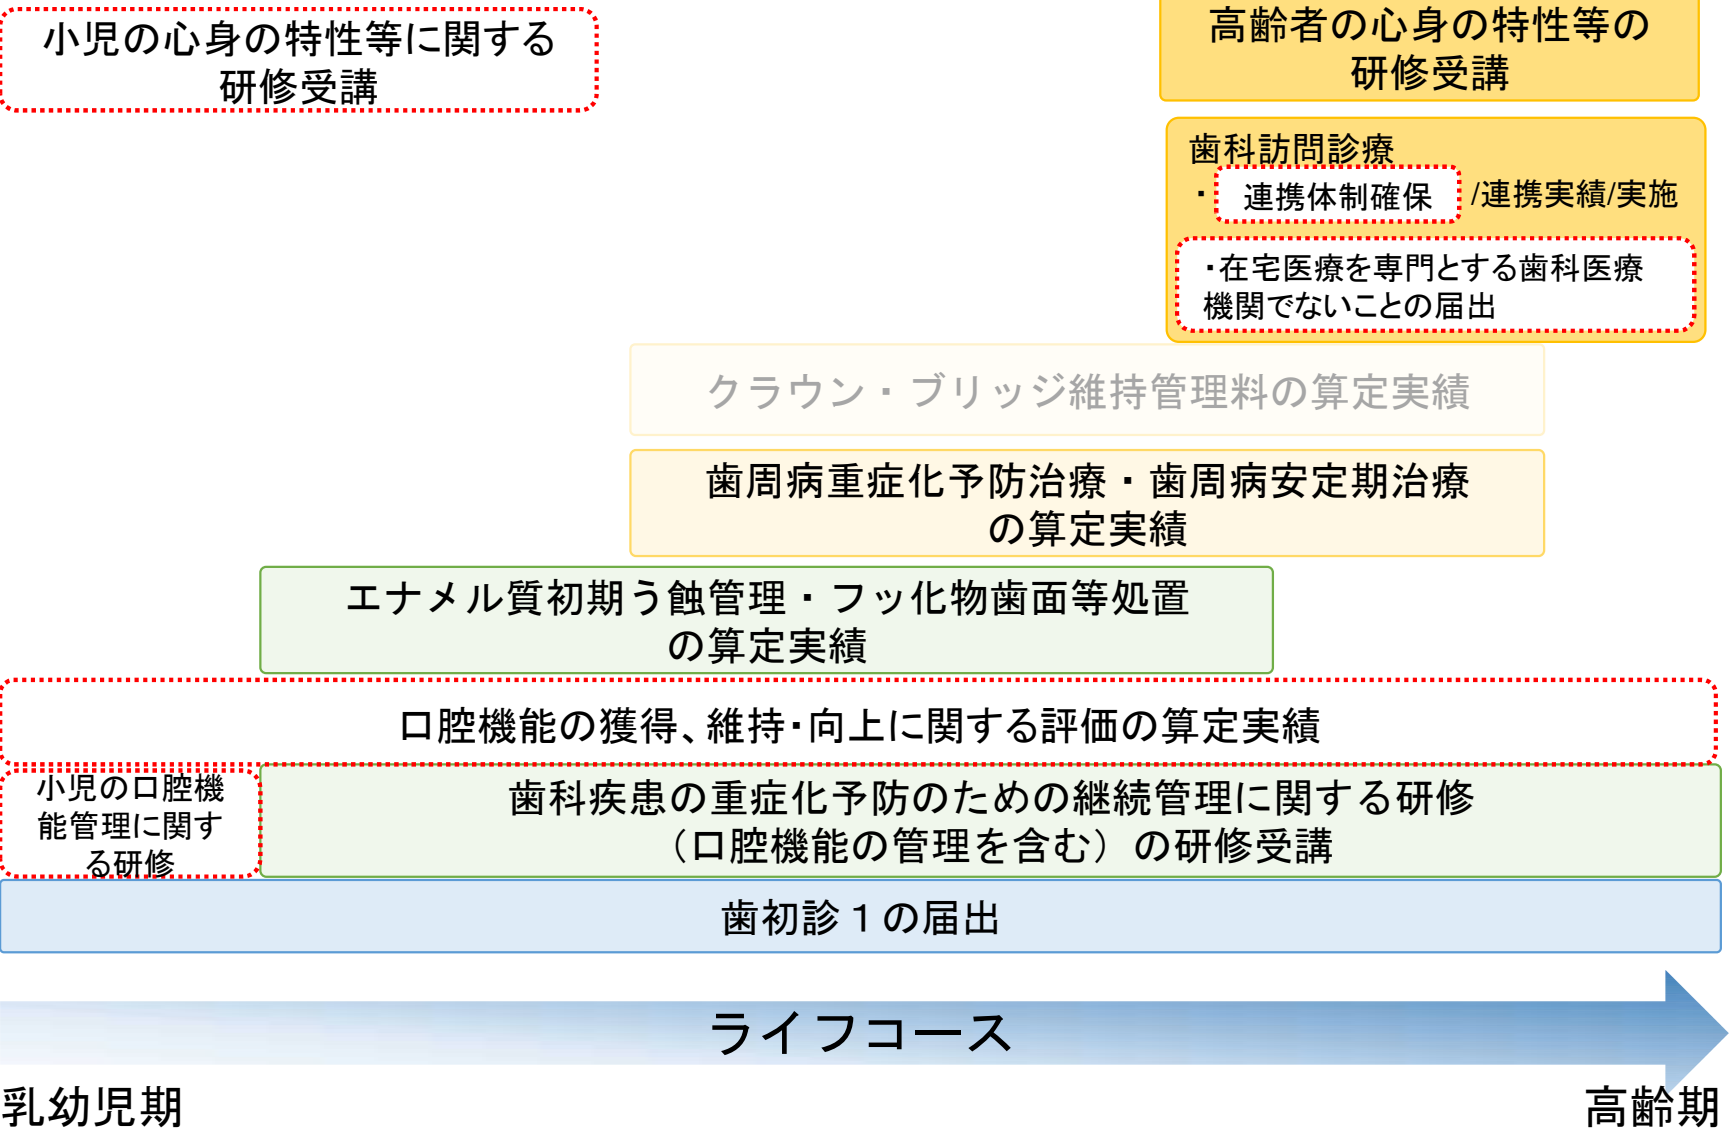 小児の心身の特性等に関する
研修受講
高齢者の心身の特性等の
研修受講
歯科訪問診療
・ 連携体制確保 /連携実績/実施
・在宅医療を専門とする歯科医療
機関でないことの届出
クラウン・ブリッジ維持管理料の算定実績
歯周病重症化予防治療・歯周病安定期治療
の算定実績
エナメル質初期う蝕管理・フッ化物歯面等処置
の算定実績
口腔機能の獲得、維持・向上に関する評価の算定実績
小児の口腔機
能管理に関す
る研修
歯科疾患の重症化予防のための継続管理に関する研修
（口腔機能の管理を含む）の研修受講
歯初診１の届出
ライフコース
乳幼児期
高齢期